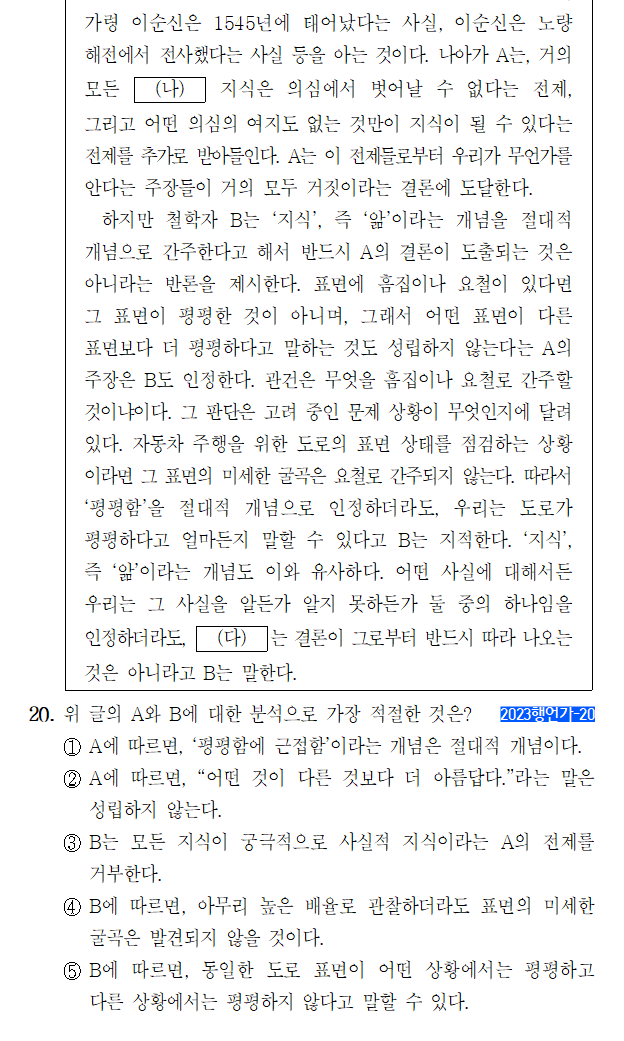 가령 이순신은 1545년에 태어났다는 사실, 이순신은 노량
해전에서 전사했다는 사실 등을 아는 것이다. 나아가 A는, 거의
모든 (나) 지식은 의심에서 벗어날 수 없다는 전제,
그리고 어떤 의심의 여지도 없는 것만이 지식이 될 수 있다는
전제를 추가로 받아들인다. A는 이 전제들로부터 우리가 무언가를
안다는 주장들이 거의 모두 거짓이라는 결론에 도달한다.
하지만 철학자 B는 ‘지식’, 즉 ‘앎’이라는 개념을 절대적
개념으로 간주한다고 해서 반드시 A의 결론이 도출되는 것은
아니라는 반론을 제시한다. 표면에 흠집이나 요철이 있다면
그 표면이 평평한 것이 아니며, 그래서 어떤 표면이 다른
표면보다 더 평평하다고 말하는 것도 성립하지 않는다는 A의
주장은 B도 인정한다. 관건은 무엇을 흠집이나 요철로 간주할
것이냐이다. 그 판단은 고려 중인 문제 상황이 무엇인지에 달려
있다. 자동차 주행을 위한 도로의 표면 상태를 점검하는 상황
이라면 그 표면의 미세한 굴곡은 요철로 간주되지 않는다. 따라서
‘평평함’을 절대적 개념으로 인정하더라도, 우리는 도로가
평평하다고 얼마든지 말할 수 있다고 B는 지적한다. ‘지식’,
즉 ‘앎’이라는 개념도 이와 유사하다. 어떤 사실에 대해서든
우리는 그 사실을 알든가 알지 못하든가 둘 중의 하나임을
인정하더라도, (다) 는 결론이 그로부터 반드시 따라 나오는
것은 아니라고 B는 말한다.
20. 위 글의 A와 B에 대한 분석으로 가장 적절한 것은? 2023행언가-20
① A에 따르면, ‘평평함에 근접함’이라는 개념은 절대적 개념이다.
② A에 따르면, “어떤 것이 다른 것보다 더 아름답다.”라는 말은
성립하지 않는다.
③ B는 모든 지식이 궁극적으로 사실적 지식이라는 A의 전제를
거부한다.
④ B에 따르면, 아무리 높은 배율로 관찰하더라도 표면의 미세한
굴곡은 발견되지 않을 것이다.
⑤ B에 따르면, 동일한 도로 표면이 어떤 상황에서는 평평하고
다른 상황에서는 평평하지 않다고 말할 수 있다.